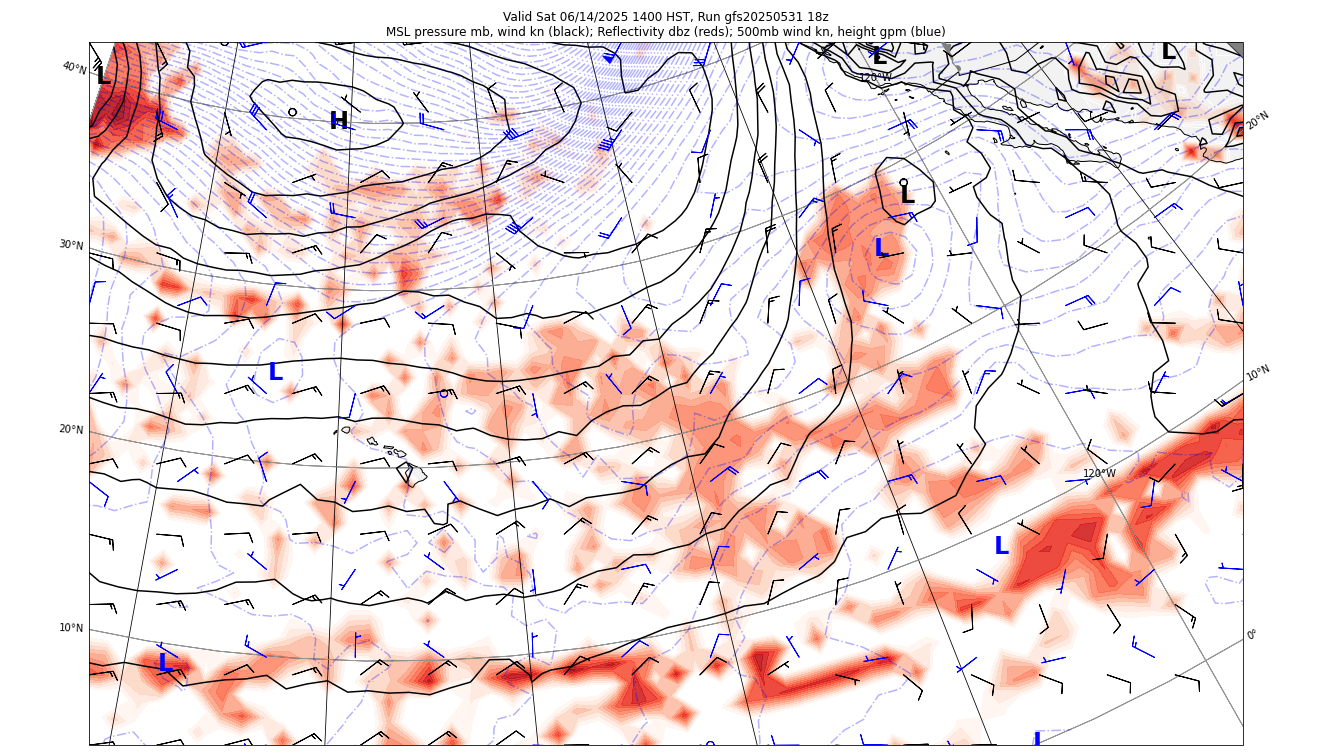 Valid Sat 06/14/2025 1400 HST, Run gfs20250531 18z
MSL pressure mb, wind kn (black); Reflectivity dbz (reds); 500mb wind kn, height gpm (blue)
L
L
40°N
L
120°W
H
20°N
L
30°N
L
L
10°N
20°N
120°W
L
10°N
0°
L
L